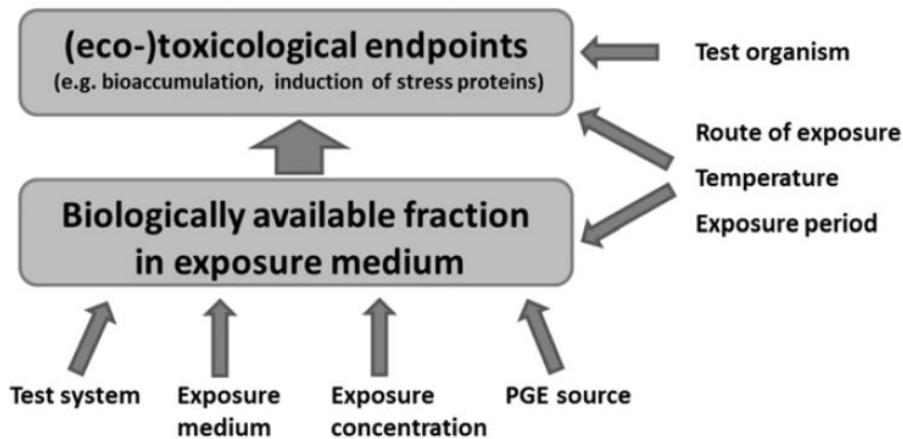 (eco-)toxicological endpoints
(e.g. bioaccumulation, induction of stress proteins)
Test organism
Route of exposure
Temperature
Exposure period
Biologically available fraction
in exposure medium
Test system
Exposure
medium
Exposure
concentration
PGE source